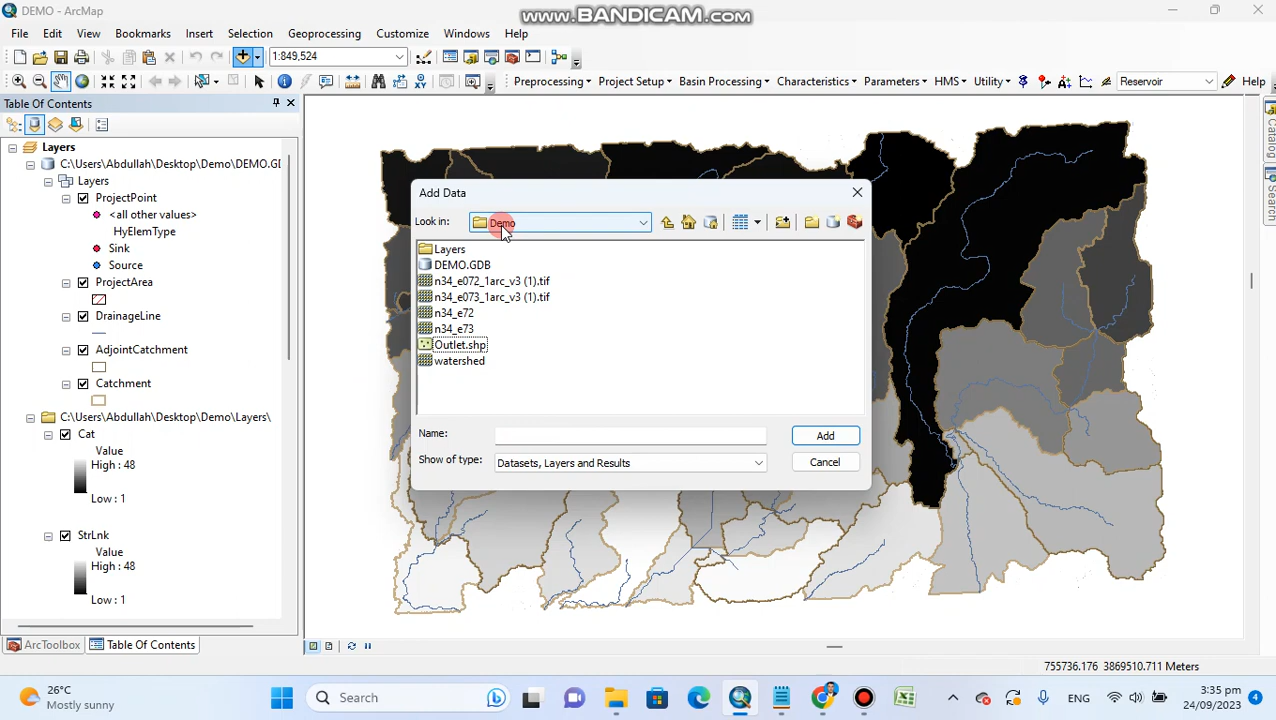 DEMO - ArcMap
www.BANDICAM.com
File Edit View Bookmarks Insert Selection Geoprocessing Customize Windows Help
1:849,524
Preprocessing Project Setup Basin Processing Characteristics Parameters HMS Utility Reservoir Help
Table Of Contents
Layers
C:\Users\Abdullah\Desktop\Demo\DEMO.GD
Layers
ProjectPoint
<all other values>
HyElemType
Sink
Source
ProjectArea
DrainageLine
AdjointCatchment
Catchment
C:\Users\Abdullah\Desktop\Demo\Layers\
Cat
Value
High : 48
Low : 1
StrLnk
Value
High : 48
Low : 1
ArcToolbox Table Of Contents
Add Data
Look in: Demo
Layers
DEMO.GDB
n34_e072_1arc_v3 (1).tif
n34_e073_1arc_v3 (1).tif
n34_e72
n34_e73
Outlet.shp
watershed
Name:
Add
Show of type: Datasets, Layers and Results
Cancel
Catalog
Search
755736.176 3869510.711 Meters
26°C
Mostly sunny
Search
ENG
3:35 pm
24/09/2023
4